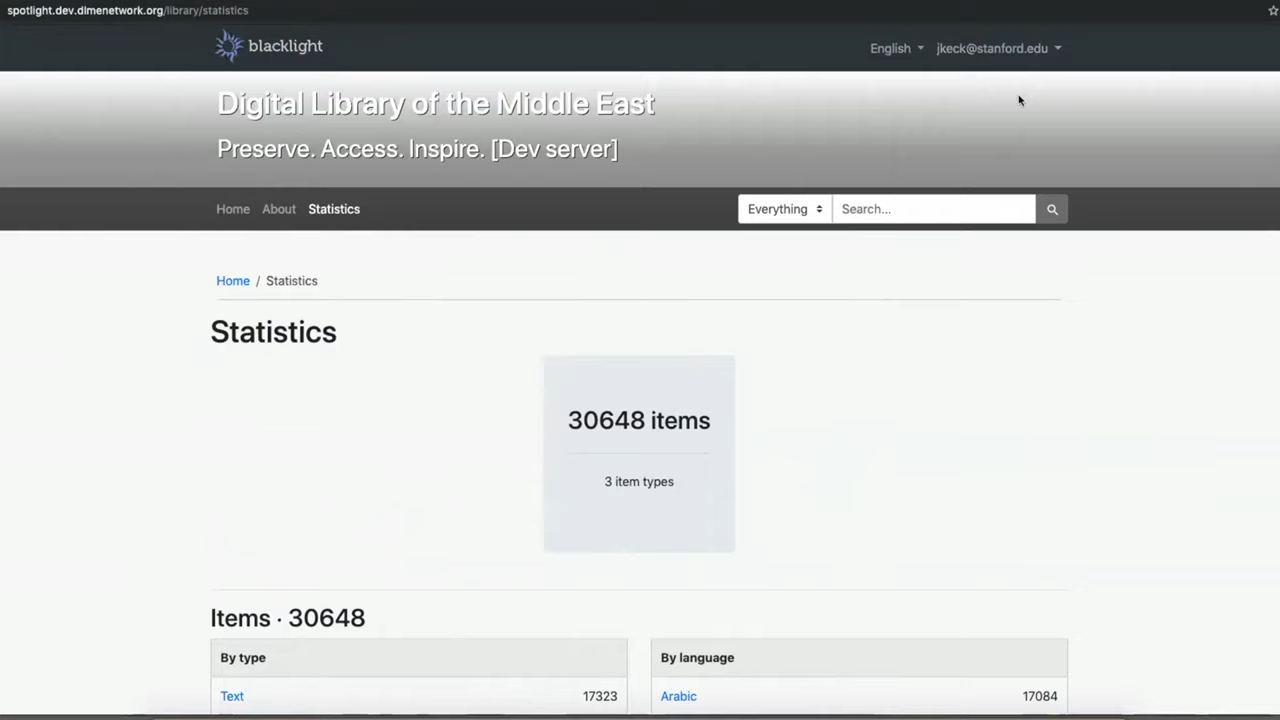 spotlight.dev.dlmenetwork.org/library/statistics
blacklight
English jkeck@stanford.edu
Digital Library of the Middle East
Preserve. Access. Inspire. [Dev server]
Home About Statistics Everything Search...
Home / Statistics
Statistics
30648 items
3 item types
Items · 30648
By type By language
Text 17323 Arabic 17084